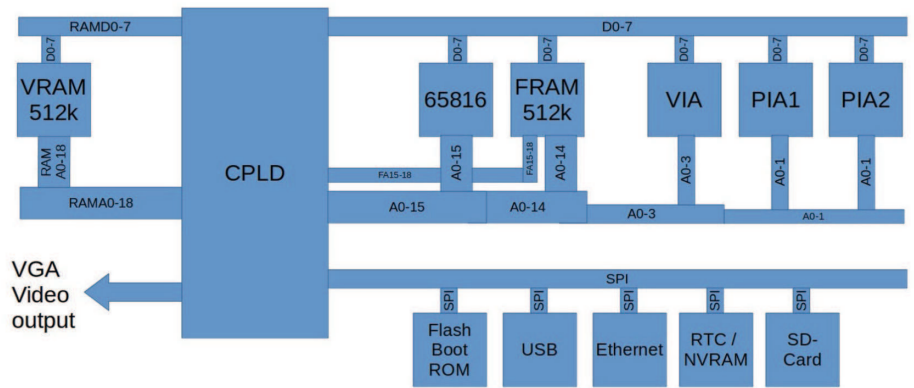 RAMD0-7
D0-7
D0-7
D0-7
D0-7
D0-7
D0-7
D0-7
VRAM
512k
65816
FRAM
512k
VIA
PIA1
PIA2
CPLD
RAM
A0-18
FA15-18
A0-15
FA15-18
A0-14
A0-3
A0-1
A0-1
RAMA0-18
A0-15
A0-14
A0-3
A0-1
VGA
Video
output
SPI
SPI
SPI
SPI
SPI
SPI
Flash
Boot
ROM
USB
Ethernet
RTC /
NVRAM
SD-
Card